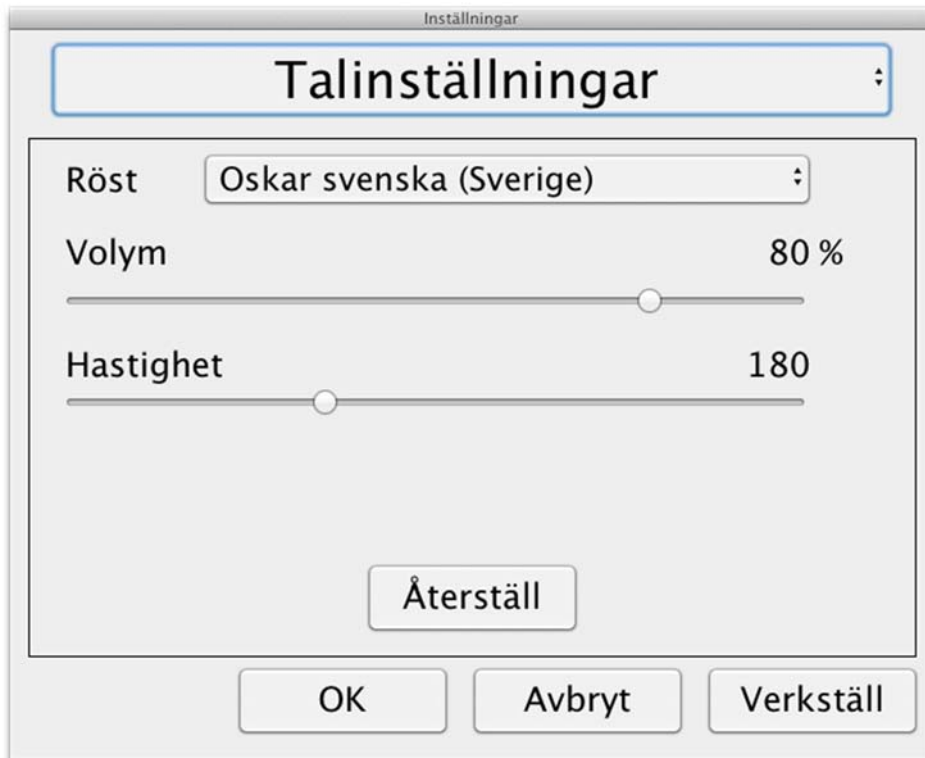 Inställningar
Talinställningar
Röst Oskar svenska (Sverige)
Volym 80 %
Hastighet 180
Återställ
OK Avbryt Verkställ